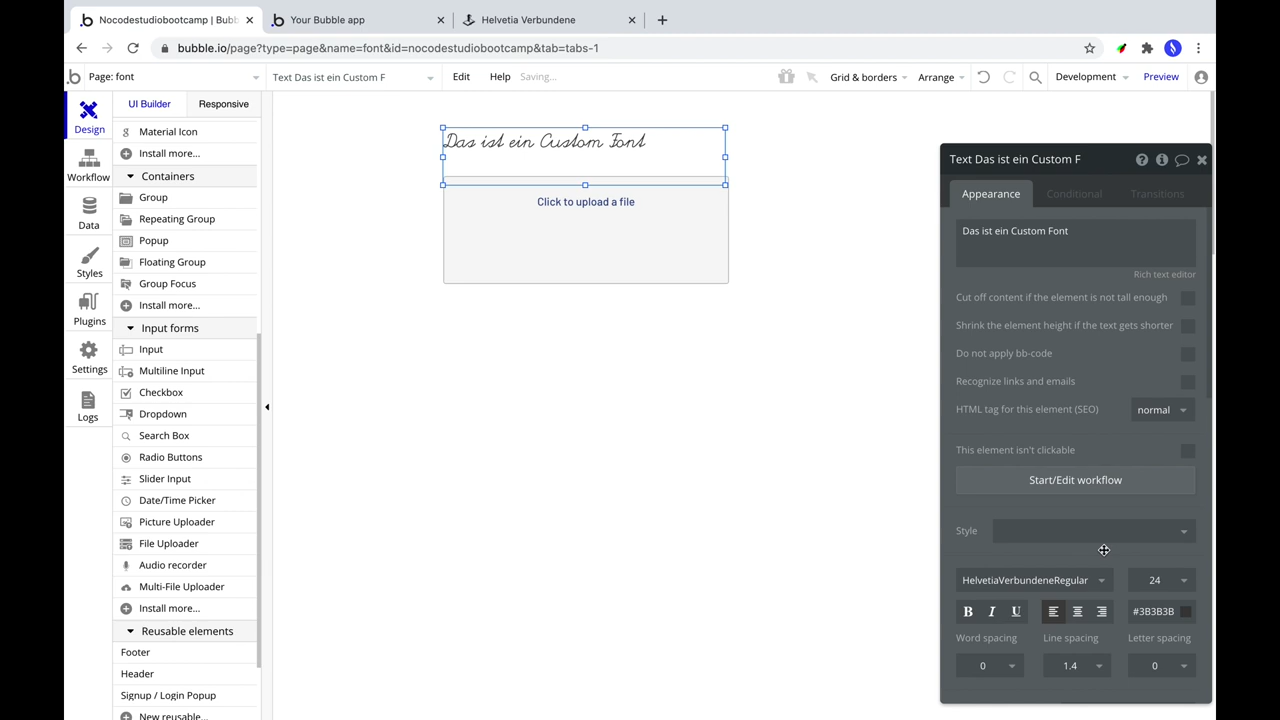 Nocodestudiobootcamp | Bubb
Your Bubble app
Helvetia Verbundene
bubble.io/page?type=page&name=font&id=nocodestudiobootcamp&tab=tabs-1
Page: font
Text Das ist ein Custom F
Edit
Help
Saving...
Grid & borders
Arrange
Development
Preview
Design
Workflow
Data
Styles
Plugins
Settings
Logs
UI Builder
Responsive
Material Icon
Install more...
Containers
Group
Repeating Group
Popup
Floating Group
Group Focus
Install more...
Input forms
Input
Multiline Input
Checkbox
Dropdown
Search Box
Radio Buttons
Slider Input
Date/Time Picker
Picture Uploader
File Uploader
Audio recorder
Multi-File Uploader
Install more...
Reusable elements
Footer
Header
Signup / Login Popup
New reusable...
Das ist ein Custom Font
Click to upload a file
Text Das ist ein Custom F
Appearance
Conditional
Transitions
Das ist ein Custom Font
Rich text editor
Cut off content if the element is not tall enough
Shrink the element height if the text gets shorter
Do not apply bb-code
Recognize links and emails
HTML tag for this element (SEO)
normal
This element isn't clickable
Start/Edit workflow
Style
HelvetiaVerbundeneRegular
24
B I U
#3B3B3B
Word spacing
Line spacing
Letter spacing
0
1.4
0